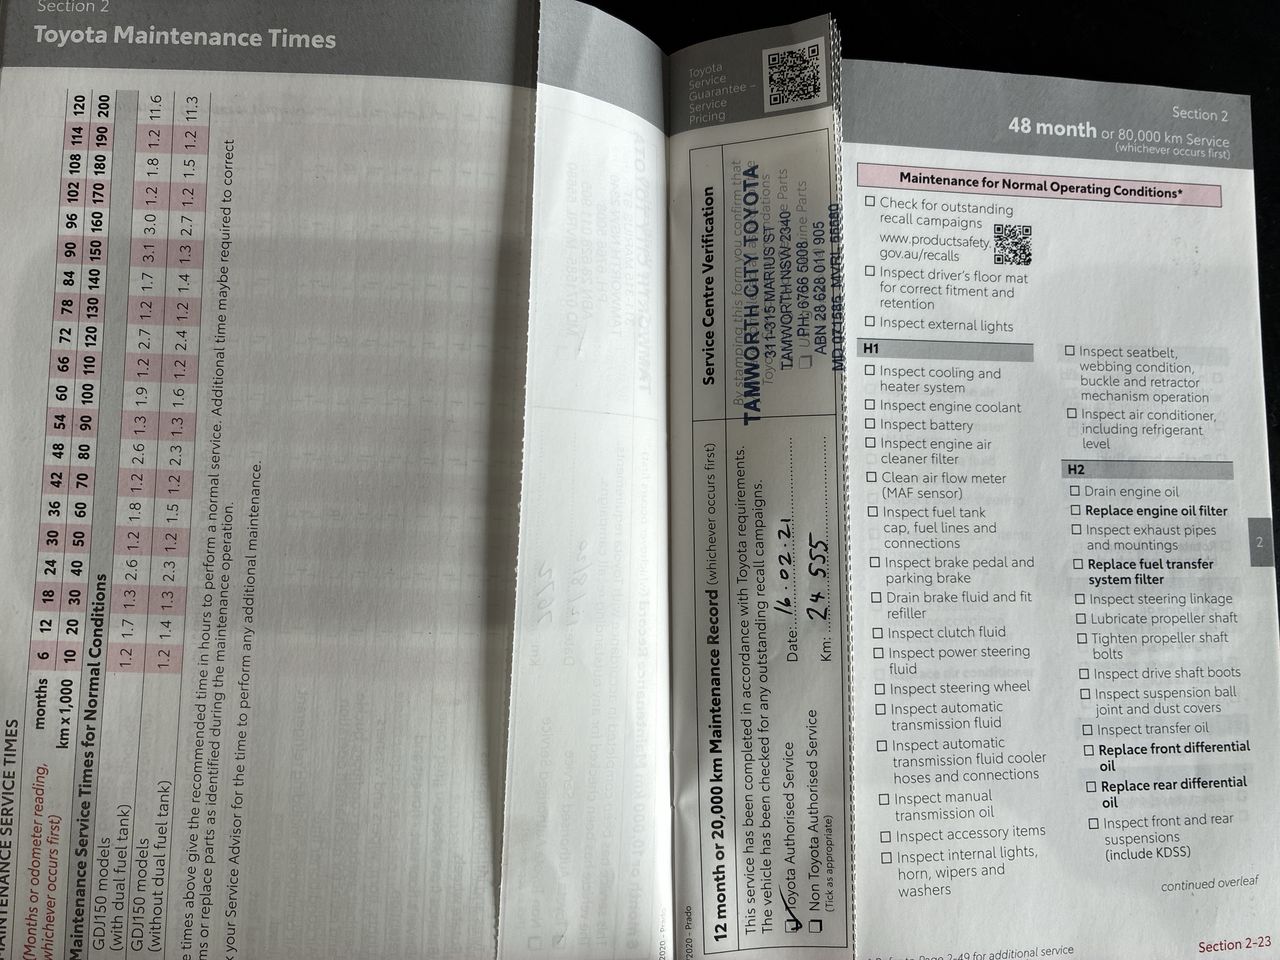 Section 2
Toyota Maintenance Times
MAINTENANCE SERVICE TIMES
(Months or odometer reading, whichever occurs first)
months 6 12 18 24 30 36 42 48 54 60 66 72 78 84 90 96 102 108 114 120
km x 1,000 10 20 30 40 50 60 70 80 90 100 110 120 130 140 150 160 170 180 190 200
Maintenance Service Times for Normal Conditions
GDJ150 models
(with dual fuel tank) 1.2 1.7 1.3 2.6 1.2 1.8 1.2 2.6 1.3 1.9 1.2 2.7 1.2 1.7 3.1 3.0 1.2 1.8 1.2 11.6
GDJ150 models
(without dual fuel tank) 1.2 1.4 1.3 2.3 1.2 1.5 1.2 2.3 1.3 1.6 1.2 2.4 1.2 1.4 1.3 2.7 1.2 1.5 1.2 11.3
times above give the recommended time in hours to perform a normal service. Additional time maybe required to correct
or replace parts as identified during the maintenance operation.
your Service Advisor for the time to perform any additional maintenance.
Toyota
Service
Guarantee –
Service
Pricing
12 month or 20,000 km Maintenance Record (whichever occurs first)
This service has been completed in accordance with Toyota requirements.
The vehicle has been checked for any outstanding recall campaigns.
Toyota Authorised Service
Date: 16.02.21
Non Toyota Authorised Service
Km: 24 555
(Tick as appropriate)
Service Centre Verification
By stamping this form you confirm that
TAMWORTH CITY TOYOTA
311-315 MARIUS ST
TAMWORTH NSW 2340
PH: 6766 5008
ABN 28 628 011 905
2020 - Prado
2020 - Prado
Section 2
48 month or 80,000 km Service
(whichever occurs first)
Maintenance for Normal Operating Conditions*
Check for outstanding
recall campaigns
www.productsafety.
gov.au/recalls
Inspect driver's floor mat
for correct fitment and
retention
Inspect external lights
H1
Inspect cooling and
heater system
Inspect engine coolant
Inspect battery
Inspect engine air
cleaner filter
Clean air flow meter
(MAF sensor)
Inspect fuel tank
cap, fuel lines and
connections
Inspect brake pedal and
parking brake
Drain brake fluid and fit
refiller
Inspect clutch fluid
Inspect power steering
fluid
Inspect steering wheel
Inspect automatic
transmission fluid
Inspect automatic
transmission fluid cooler
hoses and connections
Inspect manual
transmission oil
Inspect accessory items
Inspect internal lights,
horn, wipers and
washers
Inspect seatbelt,
webbing condition,
buckle and retractor
mechanism operation
Inspect air conditioner,
including refrigerant
level
H2
Drain engine oil
Replace engine oil filter
Inspect exhaust pipes
and mountings
Replace fuel transfer
system filter
Inspect steering linkage
Lubricate propeller shaft
Tighten propeller shaft
bolts
Inspect drive shaft boots
Inspect suspension ball
joint and dust covers
Inspect transfer oil
Replace front differential
oil
Replace rear differential
oil
Inspect front and rear
suspensions
(include KDSS)
2
continued overleaf
Page 2-49 for additional service
Section 2-23